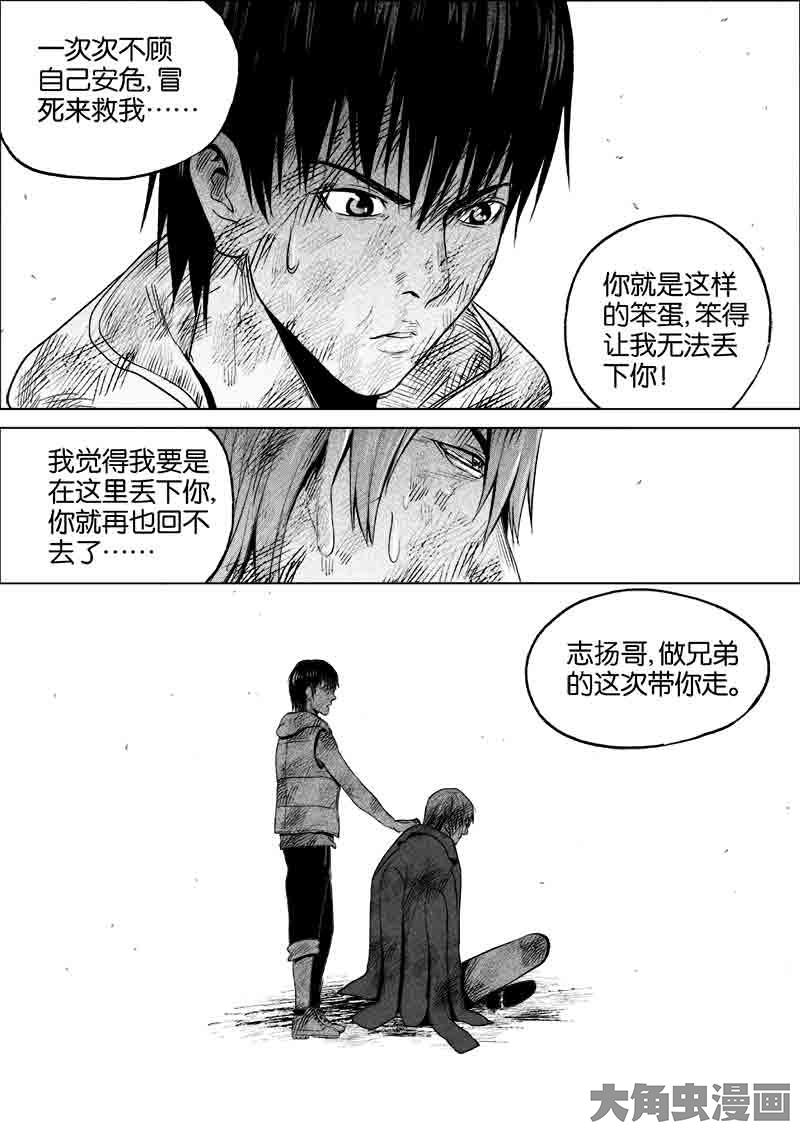 一次次不顾
自己安危,冒
死来救我……
你就是这样
的笨蛋,笨得
让我无法丢
下你!
我觉得我要是
在这里丢下你,
你就再也回不
去了……
志扬哥,做兄弟
的这次带你走。
大角虫漫画